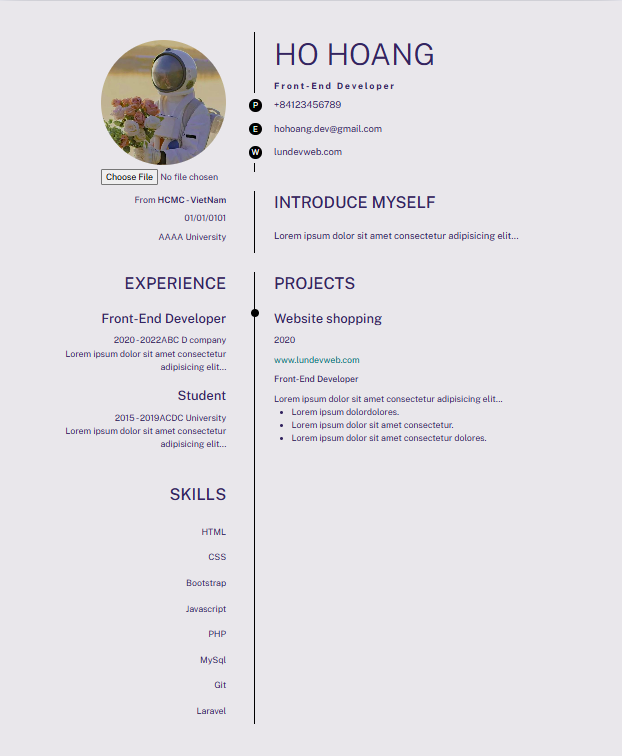 HO HOANG
Front-End Developer
P +84123456789
E hohoang.dev@gmail.com
W lundevweb.com
Choose File No file chosen
From HCMC - VietNam
01/01/0101
AAAA University
INTRODUCE MYSELF
Lorem ipsum dolor sit amet consectetur adipisicing elit...
EXPERIENCE
Front-End Developer
2020 - 2022ABC D company
Lorem ipsum dolor sit amet consectetur
adipisicing elit...
Student
2015 - 2019ACDC University
Lorem ipsum dolor sit amet consectetur
adipisicing elit...
SKILLS
HTML
CSS
Bootstrap
Javascript
PHP
MySql
Git
Laravel
PROJECTS
Website shopping
2020
www.lundevweb.com
Front-End Developer
Lorem ipsum dolor sit amet consectetur adipisicing elit...
• Lorem ipsum dolordolores.
• Lorem ipsum dolor sit amet consectetur.
• Lorem ipsum dolor sit amet consectetur dolores.